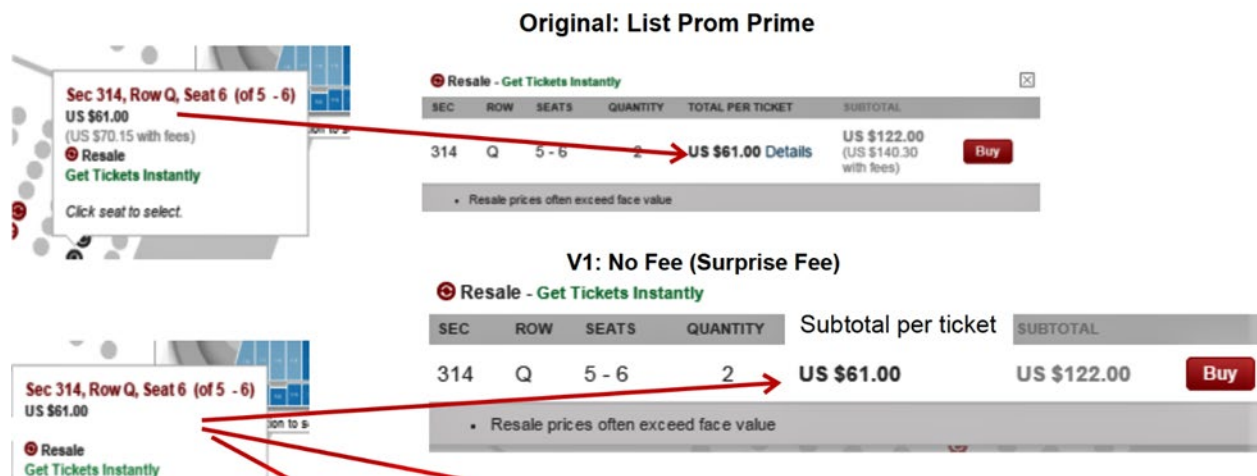 Original: List Prom Prime
Sec 314, Row Q, Seat 6 (of 5 - 6)
US $61.00
(US $70.15 with fees)
Resale
Get Tickets Instantly
Click seat to select.
Resale - Get Tickets Instantly
SEC ROW SEATS QUANTITY TOTAL PER TICKET SUBTOTAL
314 Q 5 - 6 2 US $61.00 Details US $122.00
(US $140.30
with fees)
Buy
• Resale prices often exceed face value
V1: No Fee (Surprise Fee)
Sec 314, Row Q, Seat 6 (of 5 - 6)
US $61.00
Resale
Get Tickets Instantly
Resale - Get Tickets Instantly
SEC ROW SEATS QUANTITY Subtotal per ticket SUBTOTAL
314 Q 5 - 6 2 US $61.00 US $122.00 Buy
• Resale prices often exceed face value